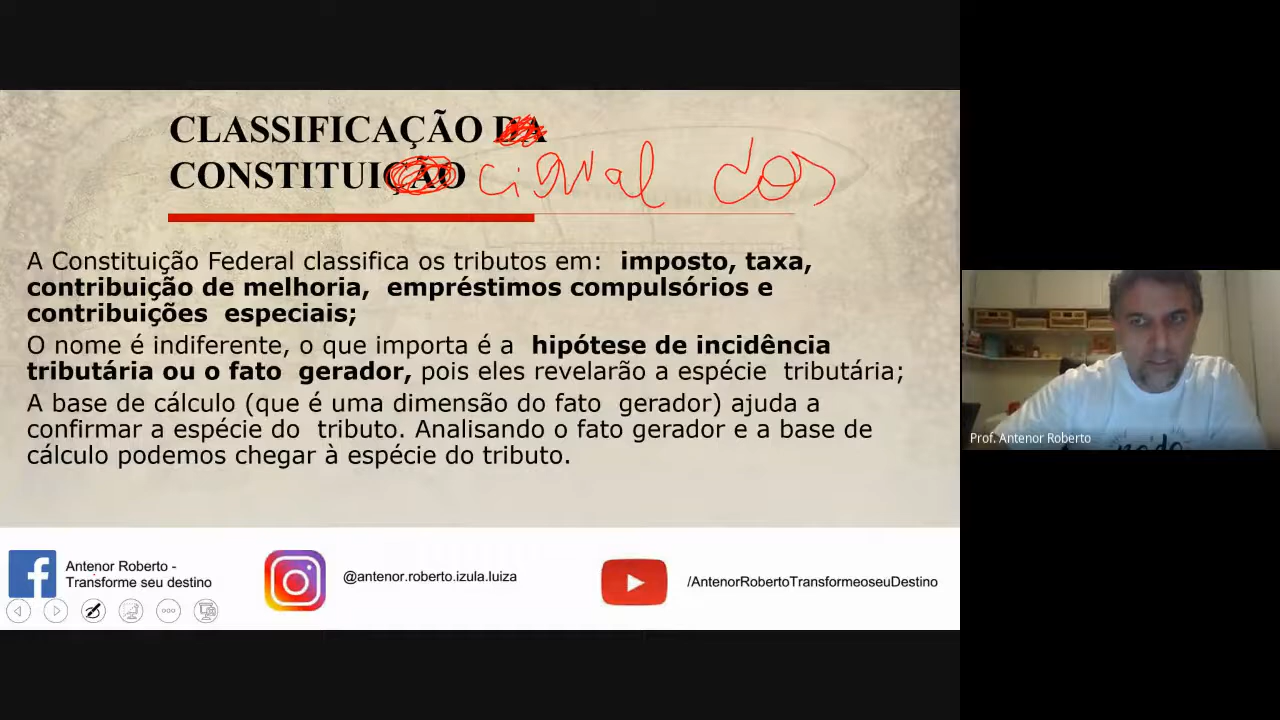 CLASSIFICAÇÃO DA
CONSTITUIÇÃO cional dos
A Constituição Federal classifica os tributos em: imposto, taxa,
contribuição de melhoria, empréstimos compulsórios e
contribuições especiais;
O nome é indiferente, o que importa é a hipótese de incidência
tributária ou o fato gerador, pois eles revelarão a espécie tributária;
A base de cálculo (que é uma dimensão do fato gerador) ajuda a
confirmar a espécie do tributo. Analisando o fato gerador e a base de
cálculo podemos chegar à espécie do tributo.
Antenor Roberto -
Transforme seu destino
@antenor.roberto.izula.luiza
/AntenorRobertoTransformeoseuDestino
Prof. Antenor Roberto